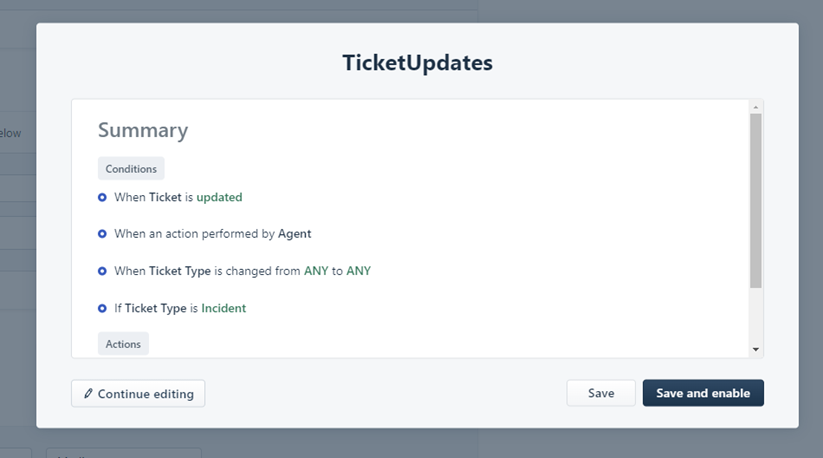 TicketUpdates
elow
Summary
Conditions
When Ticket is updated
When an action performed by Agent
When Ticket Type is changed from ANY to ANY
If Ticket Type is Incident
Actions
Continue editing
Save
Save and enable